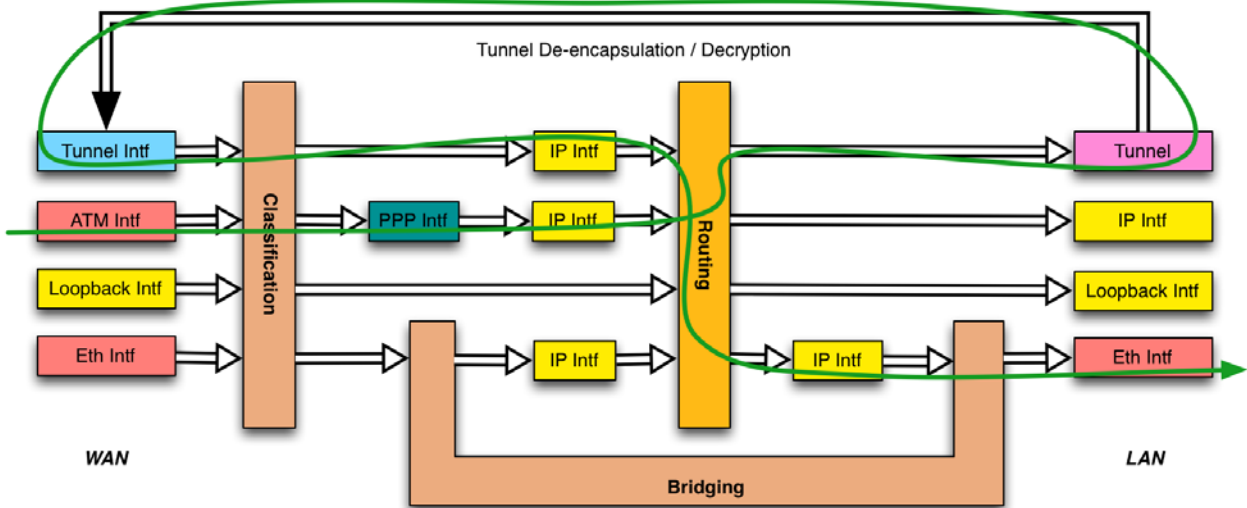 Tunnel De-encapsulation / Decryption
Tunnel Intf
IP Intf
Tunnel
ATM Intf
PPP Intf
IP Intf
IP Intf
Classification
Routing
Loopback Intf
Loopback Intf
Eth Intf
IP Intf
IP Intf
Eth Intf
WAN
LAN
Bridging